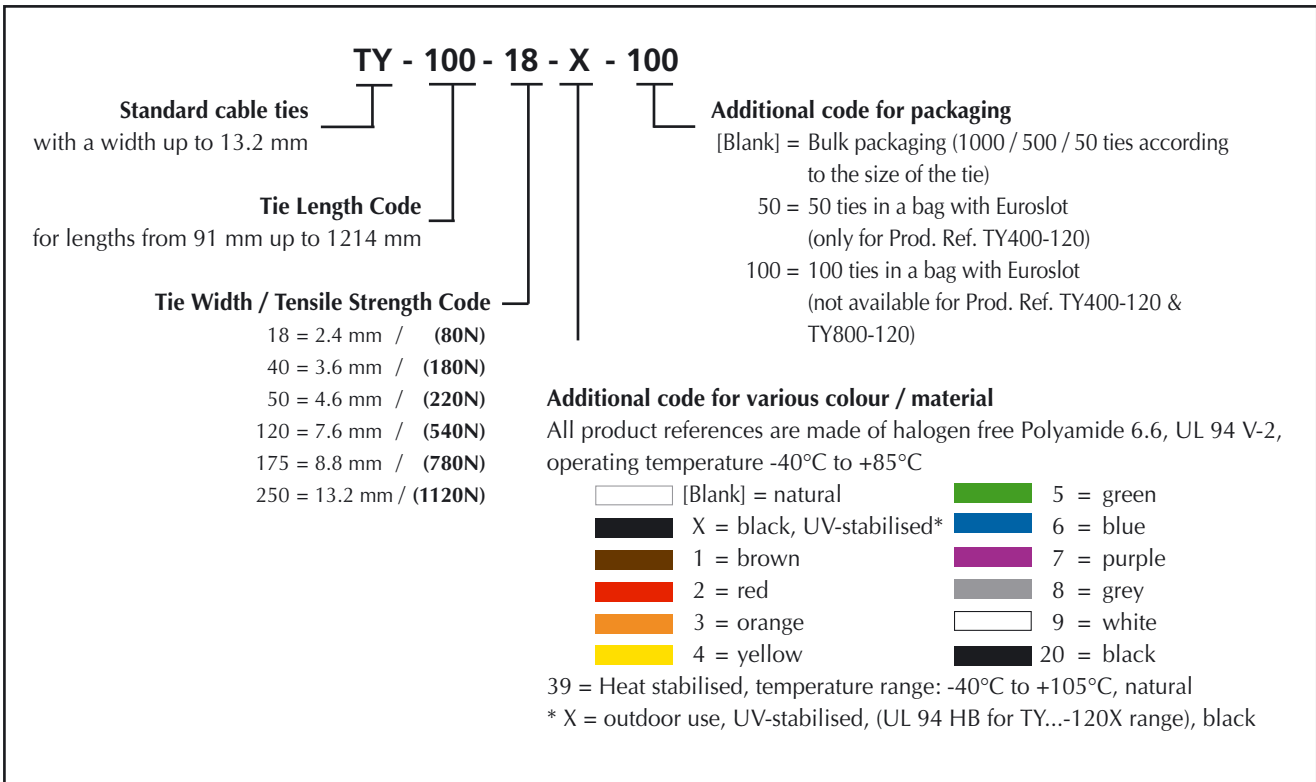 TY - 100 - 18 - X - 100
Standard cable ties
with a width up to 13.2 mm
Tie Length Code
for lengths from 91 mm up to 1214 mm
Tie Width / Tensile Strength Code
18 = 2.4 mm / (80N)
40 = 3.6 mm / (180N)
50 = 4.6 mm / (220N)
120 = 7.6 mm / (540N)
175 = 8.8 mm / (780N)
250 = 13.2 mm / (1120N)
Additional code for packaging
[Blank] = Bulk packaging (1000 / 500 / 50 ties according
to the size of the tie)
50 = 50 ties in a bag with Euroslot
(only for Prod. Ref. TY400-120)
100 = 100 ties in a bag with Euroslot
(not available for Prod. Ref. TY400-120 &
TY800-120)
Additional code for various colour / material
All product references are made of halogen free Polyamide 6.6, UL 94 V-2,
operating temperature -40°C to +85°C
[Blank] = natural
X = black, UV-stabilised*
1 = brown
2 = red
3 = orange
4 = yellow
5 = green
6 = blue
7 = purple
8 = grey
9 = white
20 = black
39 = Heat stabilised, temperature range: -40°C to +105°C, natural
* X = outdoor use, UV-stabilised, (UL 94 HB for TY...-120X range), black